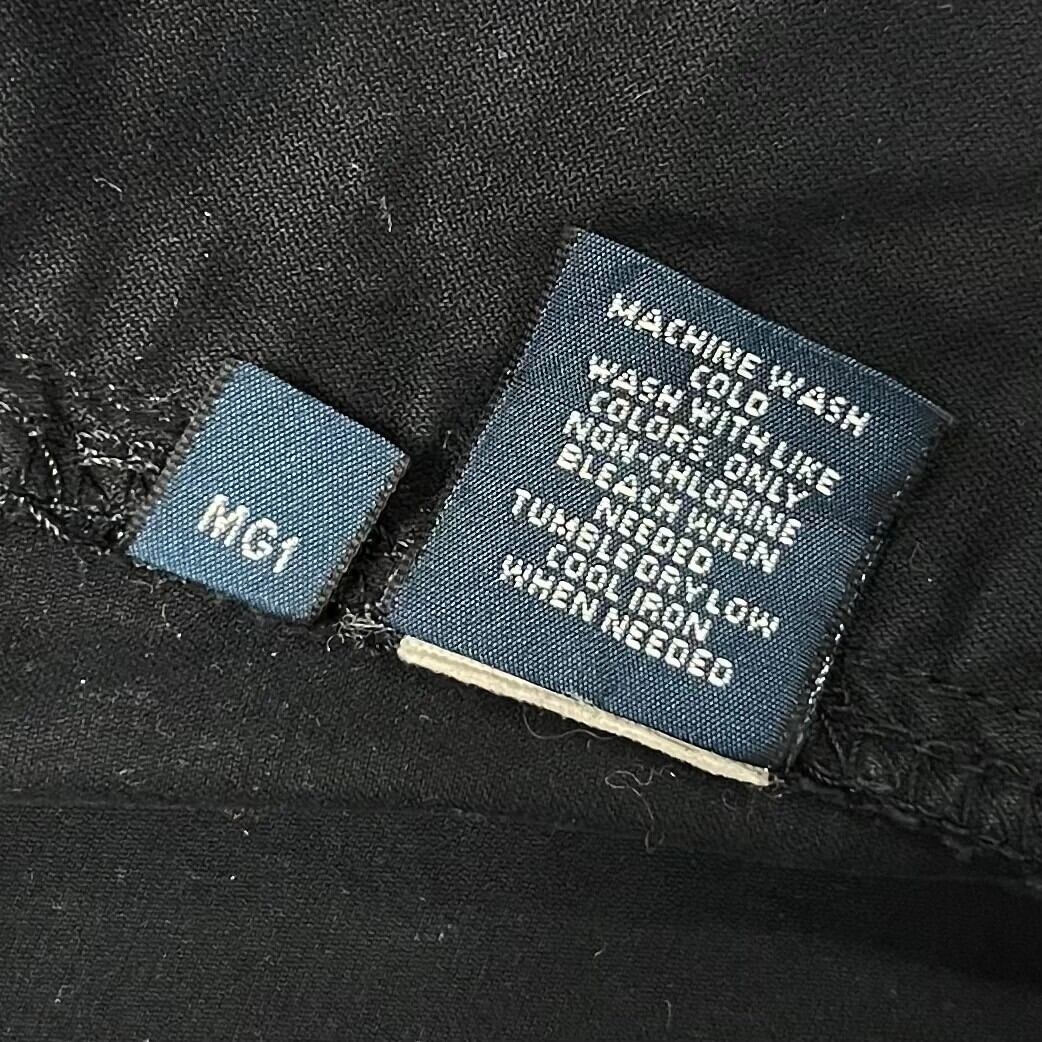 MG1
MACHINE WASH
COLD
WASH WITH LIKE
COLORS. ONLY
NON-CHLORINE
BLEACH WHEN
NEEDED
TUMBLE DRY LOW
COOL IRON
WHEN NEEDED